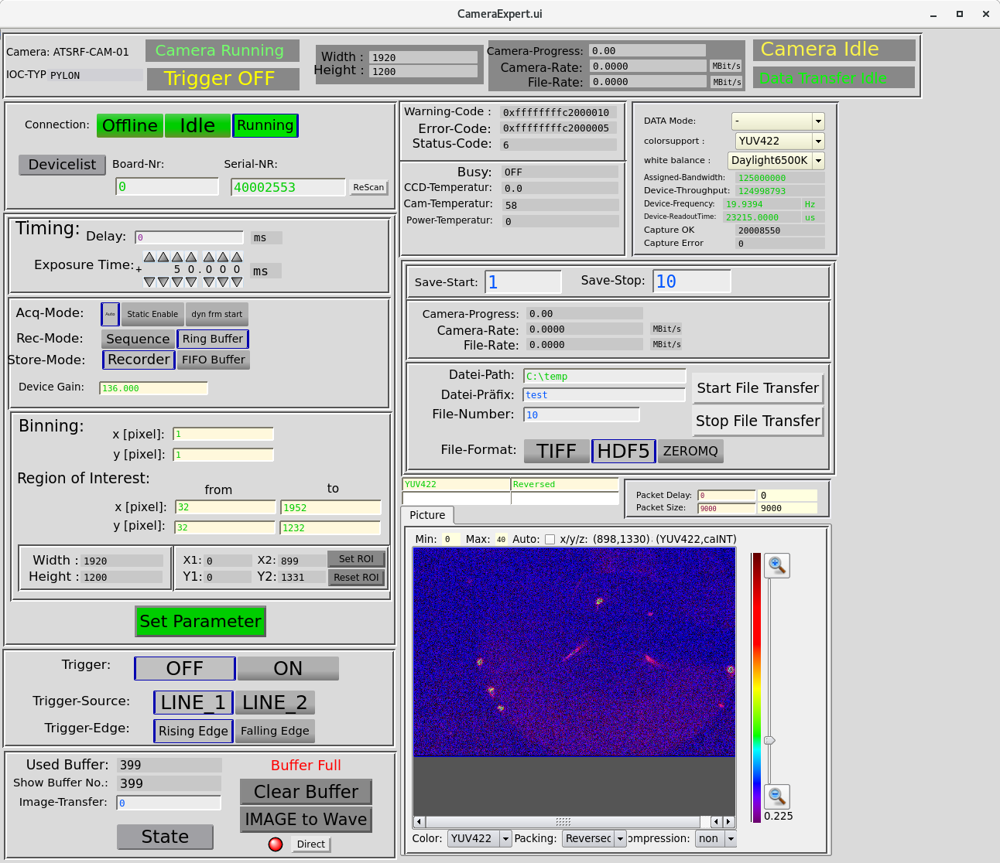 CameraExpert.ui
Camera: ATSRF-CAM-01
Camera Running
IOC-TYP PYLON
Trigger OFF
Width : 1920
Height : 1200
Camera-Progress: 0.00
Camera-Rate: 0.0000 MBit/s
File-Rate: 0.0000 MBit/s
Camera Idle
Data Transfer Idle
Connection: Offline Idle Running
Devicelist Board-Nr: Serial-NR:
0 40002553 ReScan
Warning-Code : 0xffffffffc2000010
Error-Code: 0xffffffffc2000005
Status-Code: 6
Busy: OFF
CCD-Temperatur: 0.0
Cam-Temperatur: 58
Power-Temperatur: 0
DATA Mode: -
colorsupport : YUV422
white balance : Daylight6500K
Assigned-Bandwidth: 125000000
Device-Throughput: 124998793
Device-Frequency: 19.9394 Hz
Device-ReadoutTime: 23215.0000 us
Capture OK 20008550
Capture Error 0
Timing: Delay: 0 ms
Exposure Time: + 50.000 ms
Acq-Mode: Auto Static Enable dyn frm start
Rec-Mode: Sequence Ring Buffer
Store-Mode: Recorder FIFO Buffer
Device Gain: 136.000
Save-Start: 1 Save-Stop: 10
Camera-Progress: 0.00
Camera-Rate: 0.0000 MBit/s
File-Rate: 0.0000 MBit/s
Datei-Path: C:\temp
Datei-Präfix: test
File-Number: 10
Start File Transfer
Stop File Transfer
File-Format: TIFF HDF5 ZEROMQ
Binning:
x [pixel]: 1
y [pixel]: 1
Region of Interest:
from to
x [pixel]: 32 1952
y [pixel]: 32 1232
Width : 1920
Height : 1200
X1: 0 X2: 899 Set ROI
Y1: 0 Y2: 1331 Reset ROI
Set Parameter
YUV422 Reversed
Packet Delay: 0 0
Packet Size: 9000 9000
Picture
Min: 0 Max: 40 Auto: x/y/z: (898,1330) (YUV422,caINT)
0.225
Color: YUV422 Packing: Reversec ompression: non
Trigger: OFF ON
Trigger-Source: LINE_1 LINE_2
Trigger-Edge: Rising Edge Falling Edge
Used Buffer: 399 Buffer Full
Show Buffer No.: 399 Clear Buffer
Image-Transfer: 0 IMAGE to Wave
State Direct